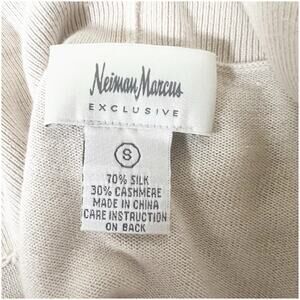 Neiman Marcus
EXCLUSIVE
S
70% SILK
30% CASHMERE
MADE IN CHINA
CARE INSTRUCTION
ON BACK